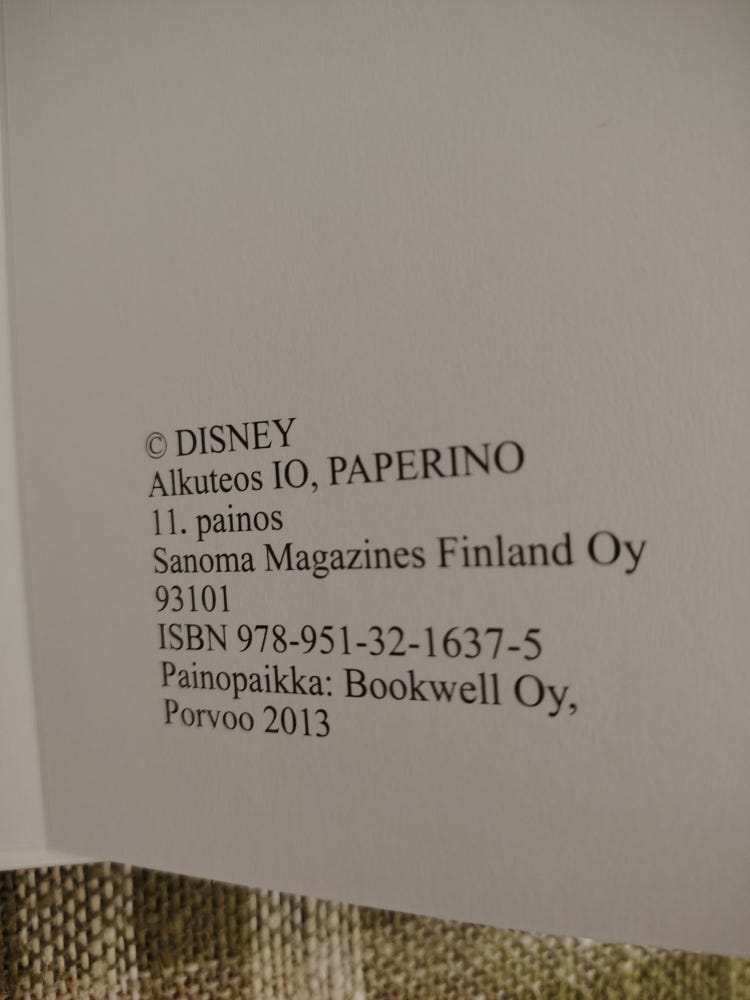 © DISNEY
Alkuteos IO, PAPERINO
11. painos
Sanoma Magazines Finland Oy
93101
ISBN 978-951-32-1637-5
Painopaikka: Bookwell Oy,
Porvoo 2013